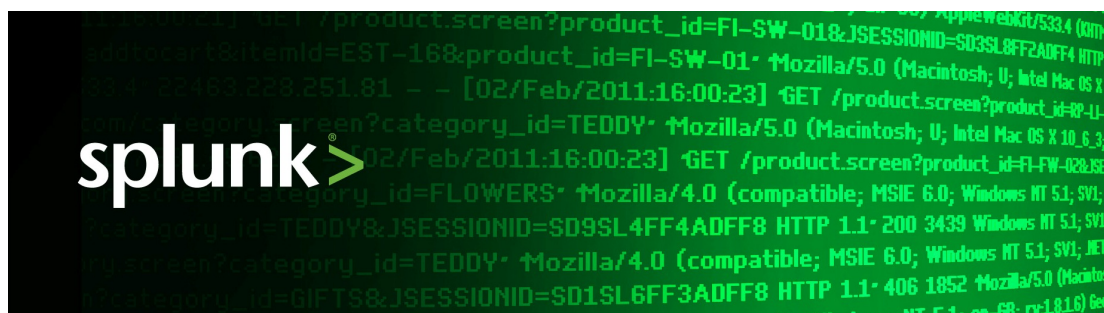 11:16:00:21] "GET /product.screen?product_id=FI-SW-01&JSESSIONID=SD3SL8FF2ADFF4 HTTP
addtocart&itemId=EST-16&product_id=FI-SW-01" "Mozilla/5.0 (Macintosh; U; Intel Mac OS X
533.4 22463.228.251.81 - - [02/Feb/2011:16:00:23] "GET /product.screen?product_id=RP-LI-
category.screen?category_id=TEDDY" "Mozilla/5.0 (Macintosh; U; Intel Mac OS X 10_6_3;
splunk>®
02/Feb/2011:16:00:23] "GET /product.screen?product_id=FI-FW-02&JSE
category_id=FLOWERS" "Mozilla/4.0 (compatible; MSIE 6.0; Windows NT 5.1; SV1;
?category_id=TEDDY&JSESSIONID=SD9SL4FF4ADFF8 HTTP 1.1" 200 3439 Windows NT 5.1; SV1
ry.screen?category_id=TEDDY" "Mozilla/4.0 (compatible; MSIE 6.0; Windows NT 5.1; SV1; .NET
n?category_id=GIFTS&JSESSIONID=SD1SL6FF3ADFF8 HTTP 1.1" 406 1852 "Mozilla/5.0 (Macintos